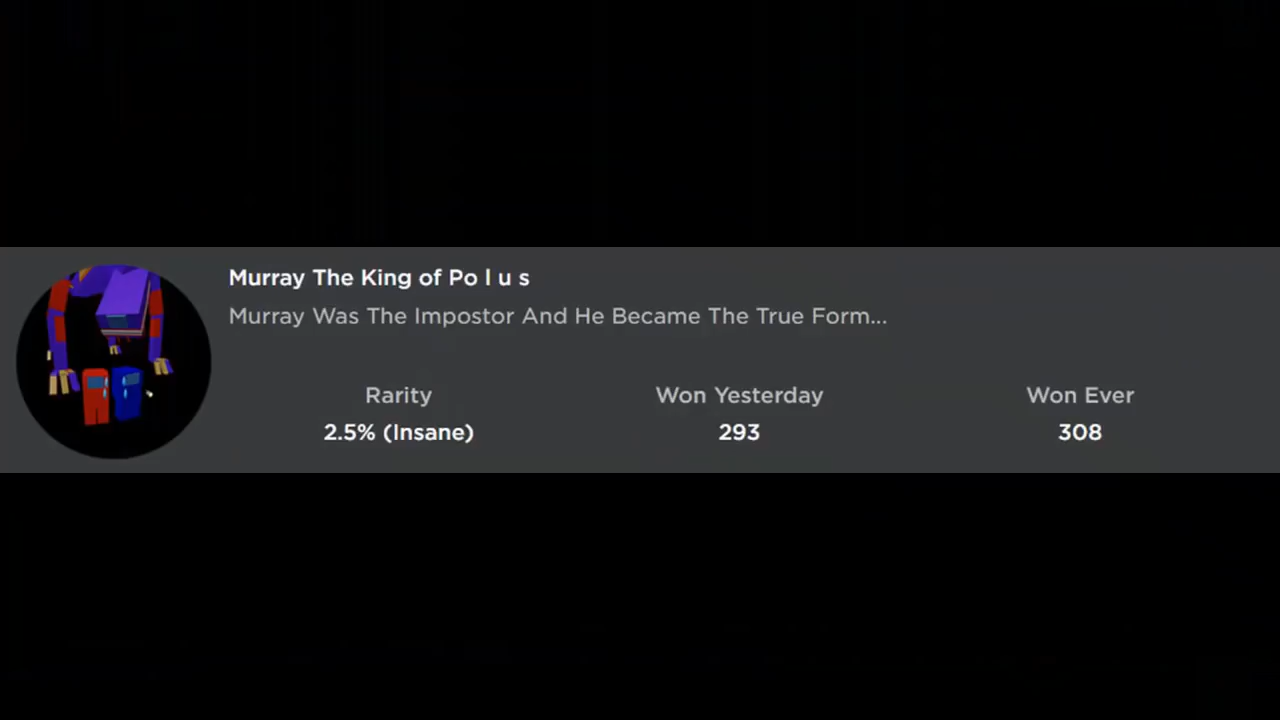 Murray The King of Po l u s
Murray Was The Impostor And He Became The True Form...
Rarity Won Yesterday Won Ever
2.5% (Insane) 293 308